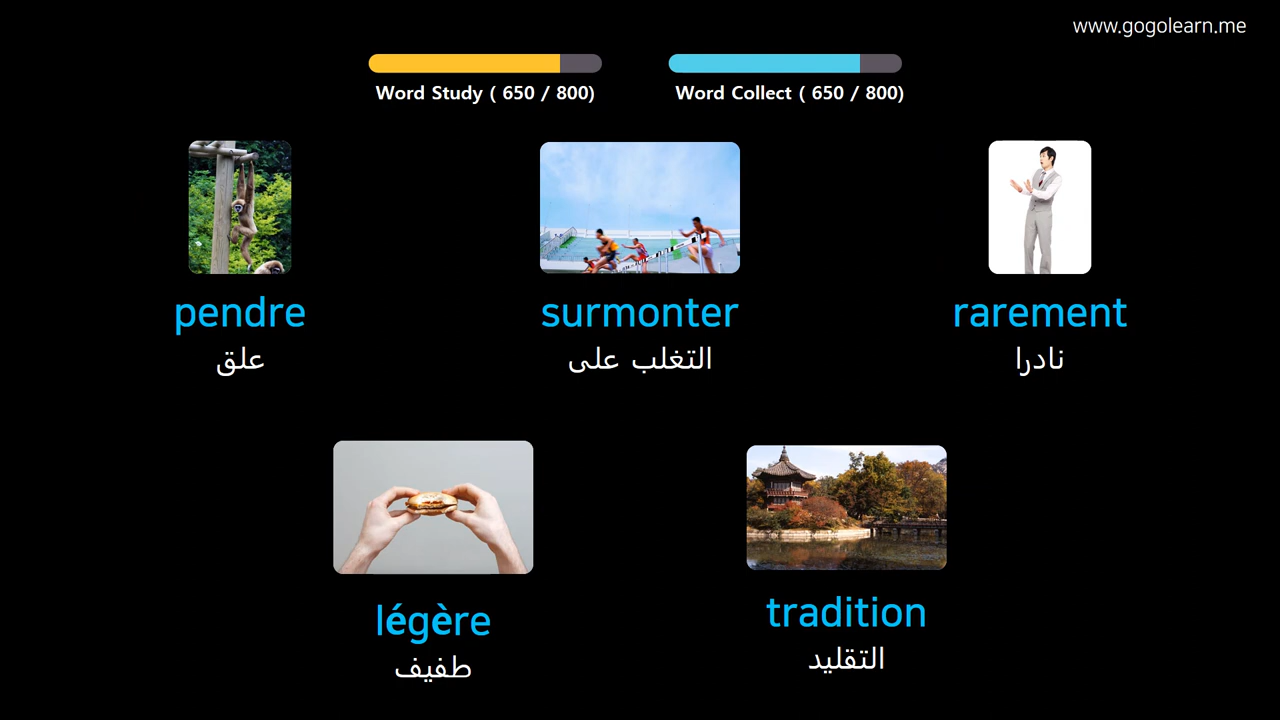 www.gogolearn.me
Word Study ( 650 / 800)
Word Collect ( 650 / 800)
pendre
علق
surmonter
التغلب على
rarement
نادرا
légère
طفيف
tradition
التقليد